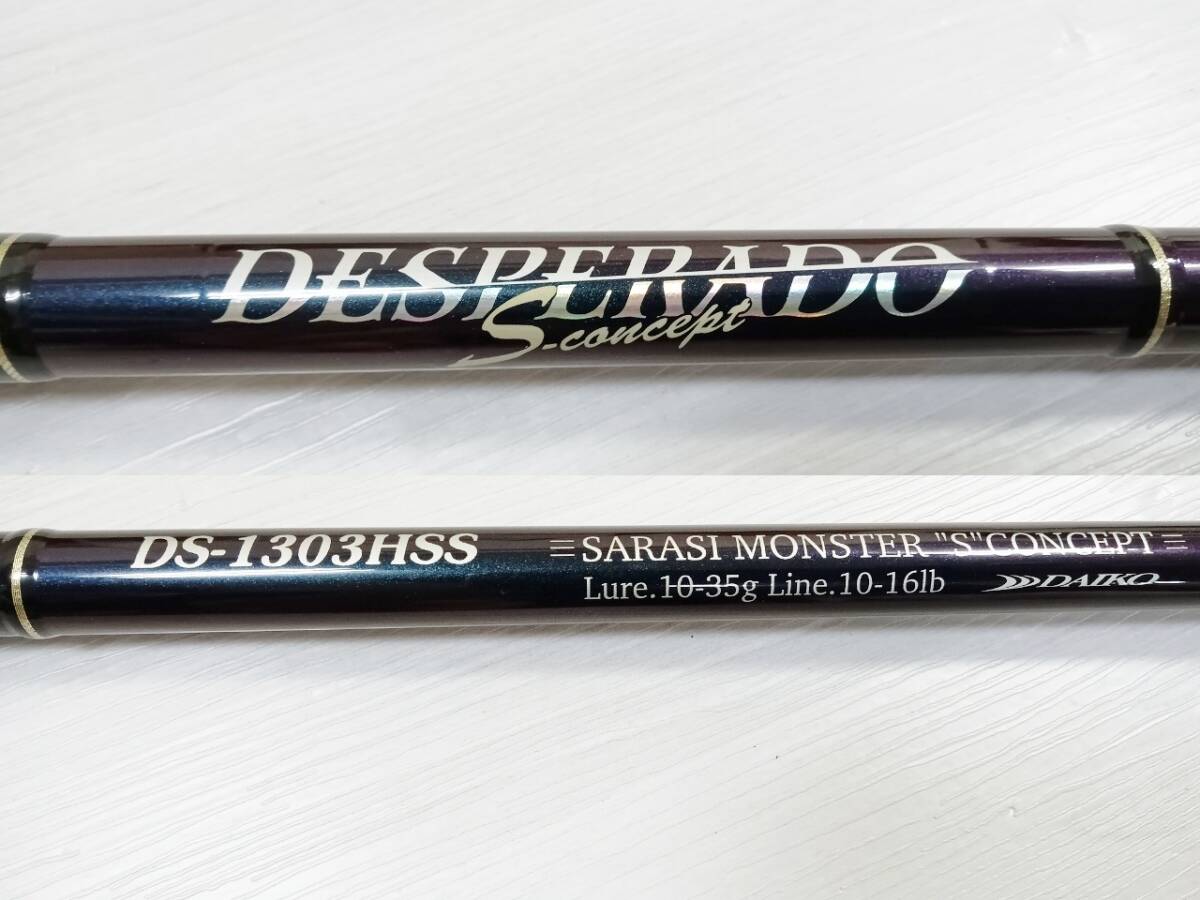 DESPERADO
S-concept
DS-1303HSS
SARASI MONSTER "S"CONCEPT
Lure.10-35g Line.10-16lb
DAIKO